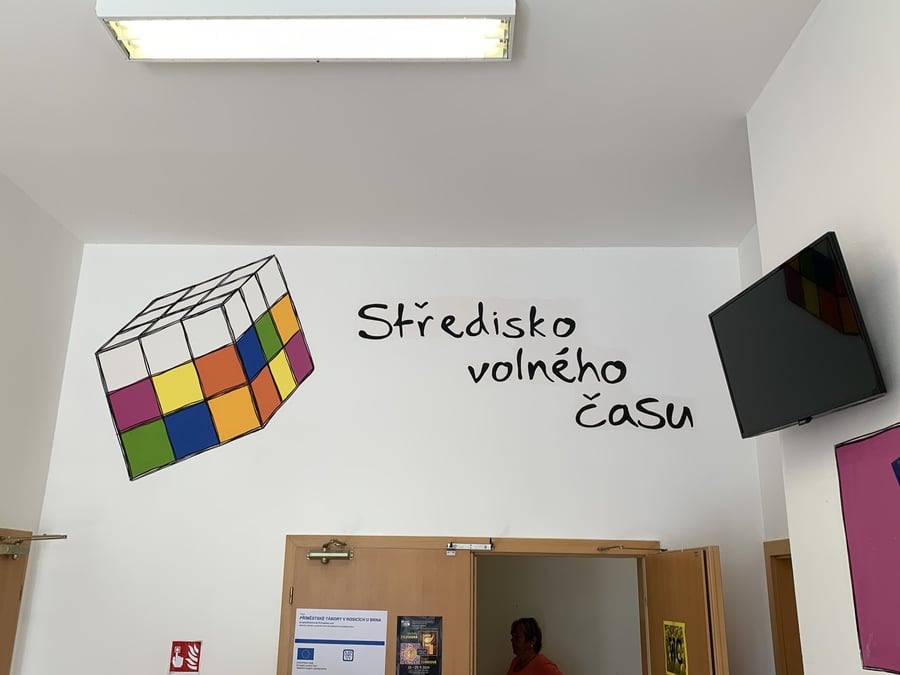 Středisko
volného
času
PŘÍMĚSTSKÉ TÁBORY V ROSICÍCH U BRNA